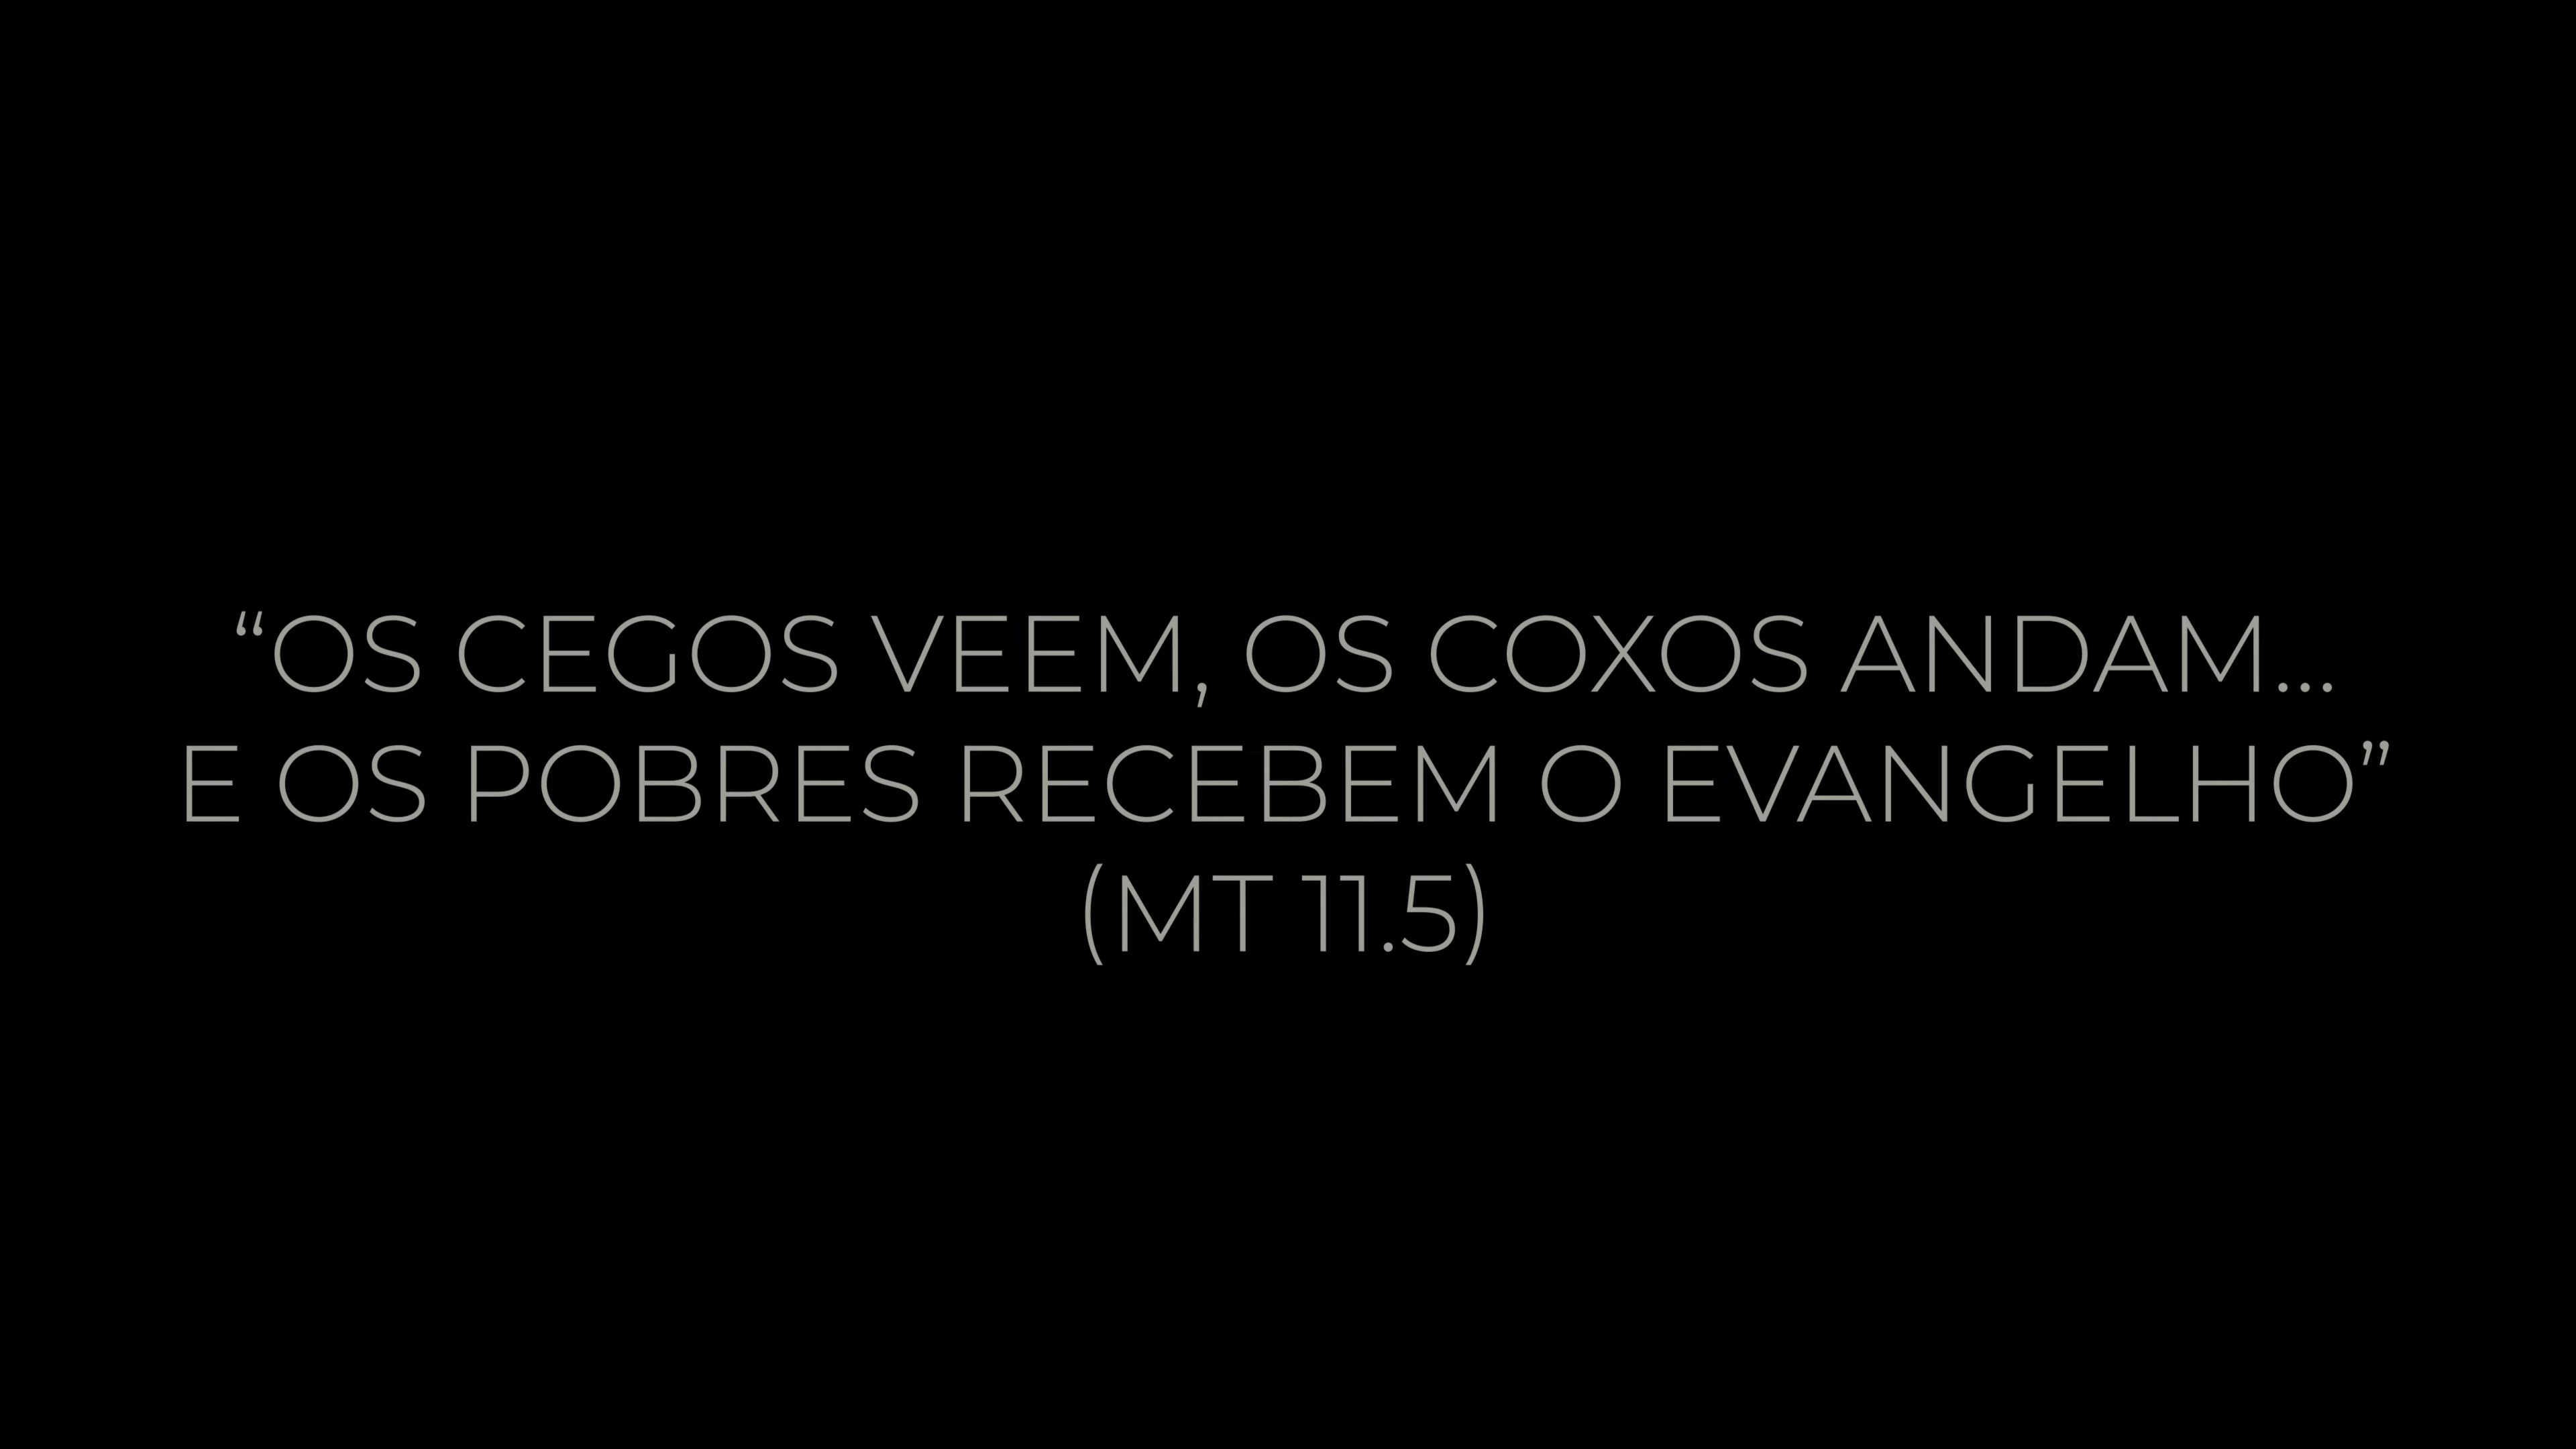 “OS CEGOS VEEM, OS COXOS ANDAM...
E OS POBRES RECEBEM O EVANGELHO”
(MT 11.5)